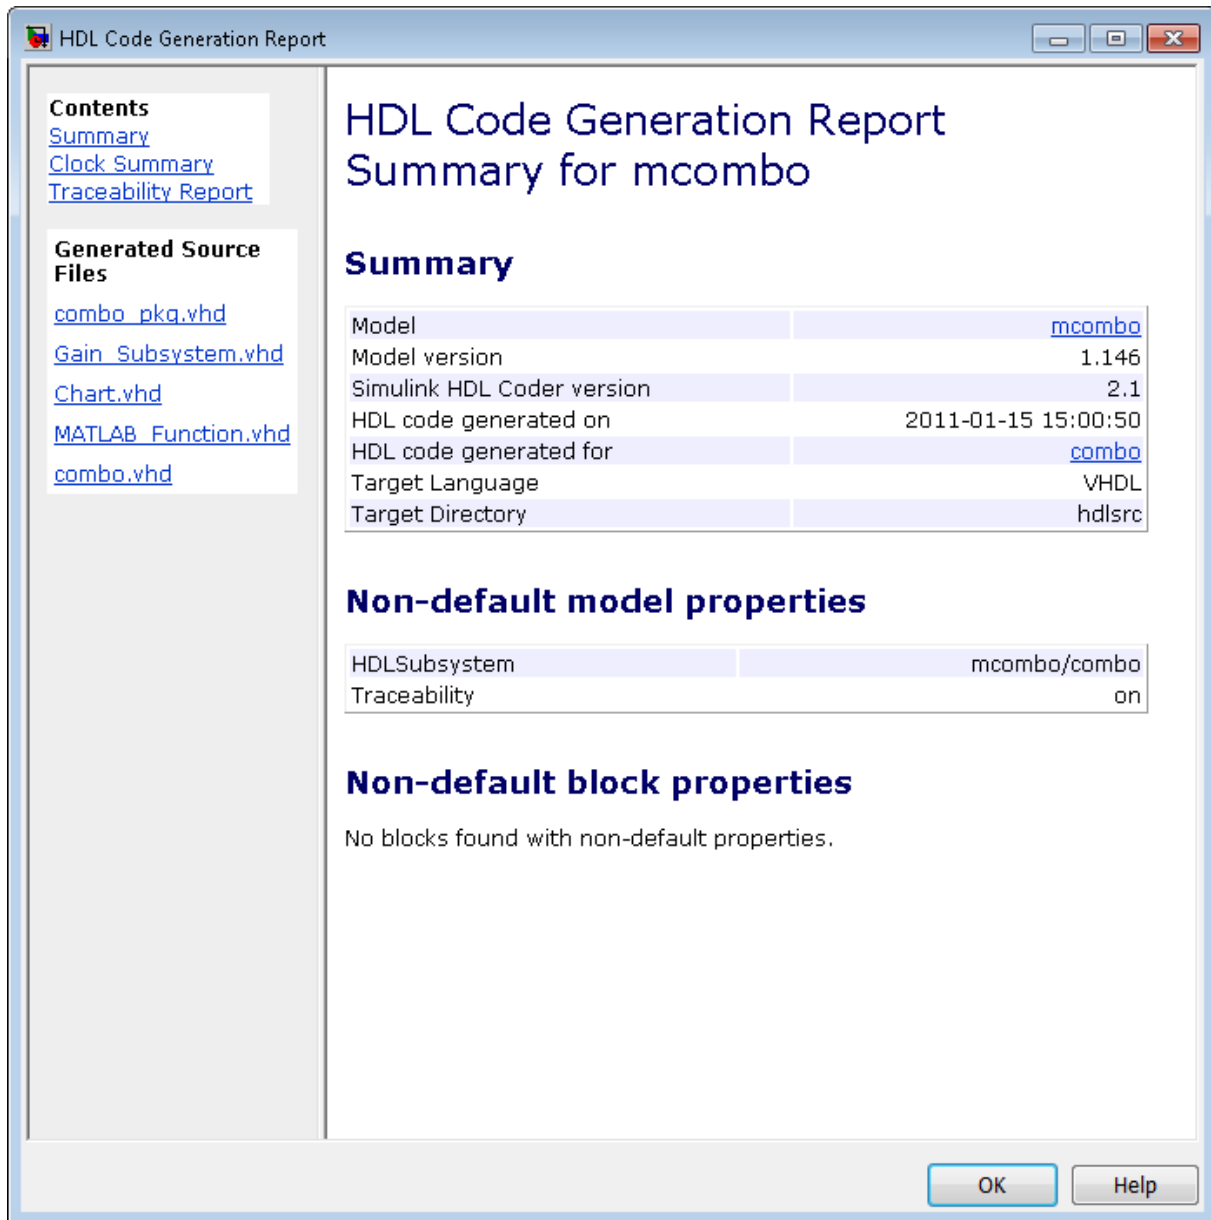 HDL Code Generation Report
Contents
Summary
Clock Summary
Traceability Report
Generated Source
Files
combo_pkg.vhd
Gain_Subsystem.vhd
Chart.vhd
MATLAB_Function.vhd
combo.vhd
HDL Code Generation Report
Summary for mcombo
Summary
Model mcombo
Model version 1.146
Simulink HDL Coder version 2.1
HDL code generated on 2011-01-15 15:00:50
HDL code generated for combo
Target Language VHDL
Target Directory hdlsrc
Non-default model properties
HDLSubsystem mcombo/combo
Traceability on
Non-default block properties
No blocks found with non-default properties.
OK Help